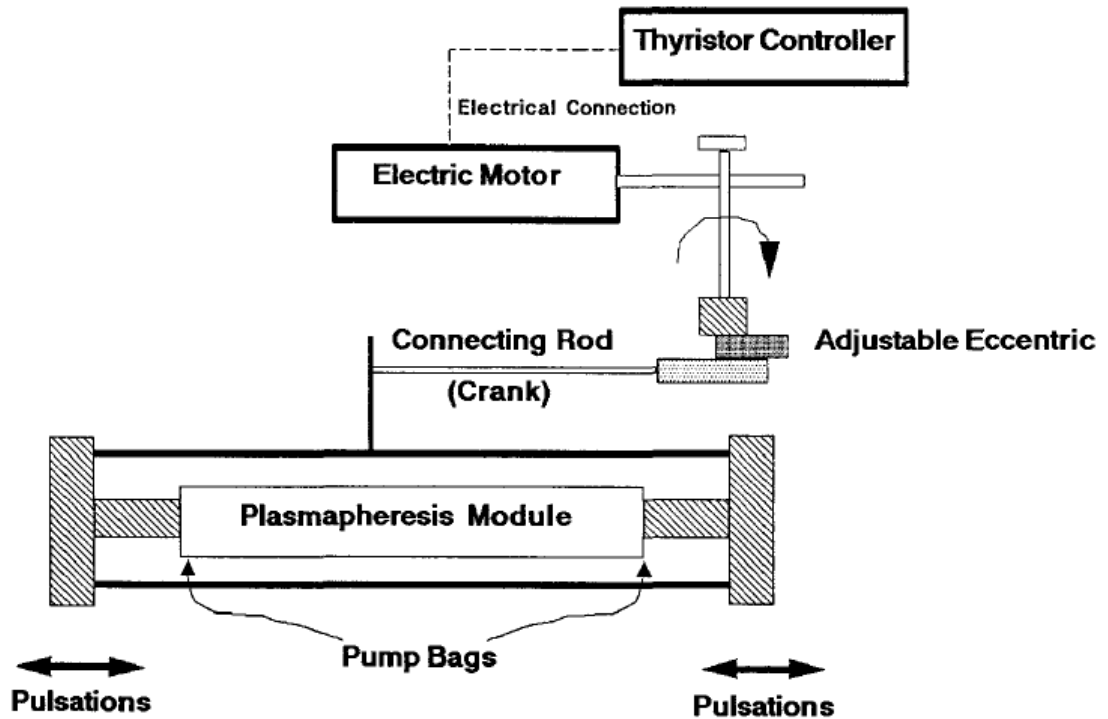 Thyristor Controller
Electrical Connection
Electric Motor
Connecting Rod
Adjustable Eccentric
(Crank)
Plasmapheresis Module
Pump Bags
Pulsations
Pulsations